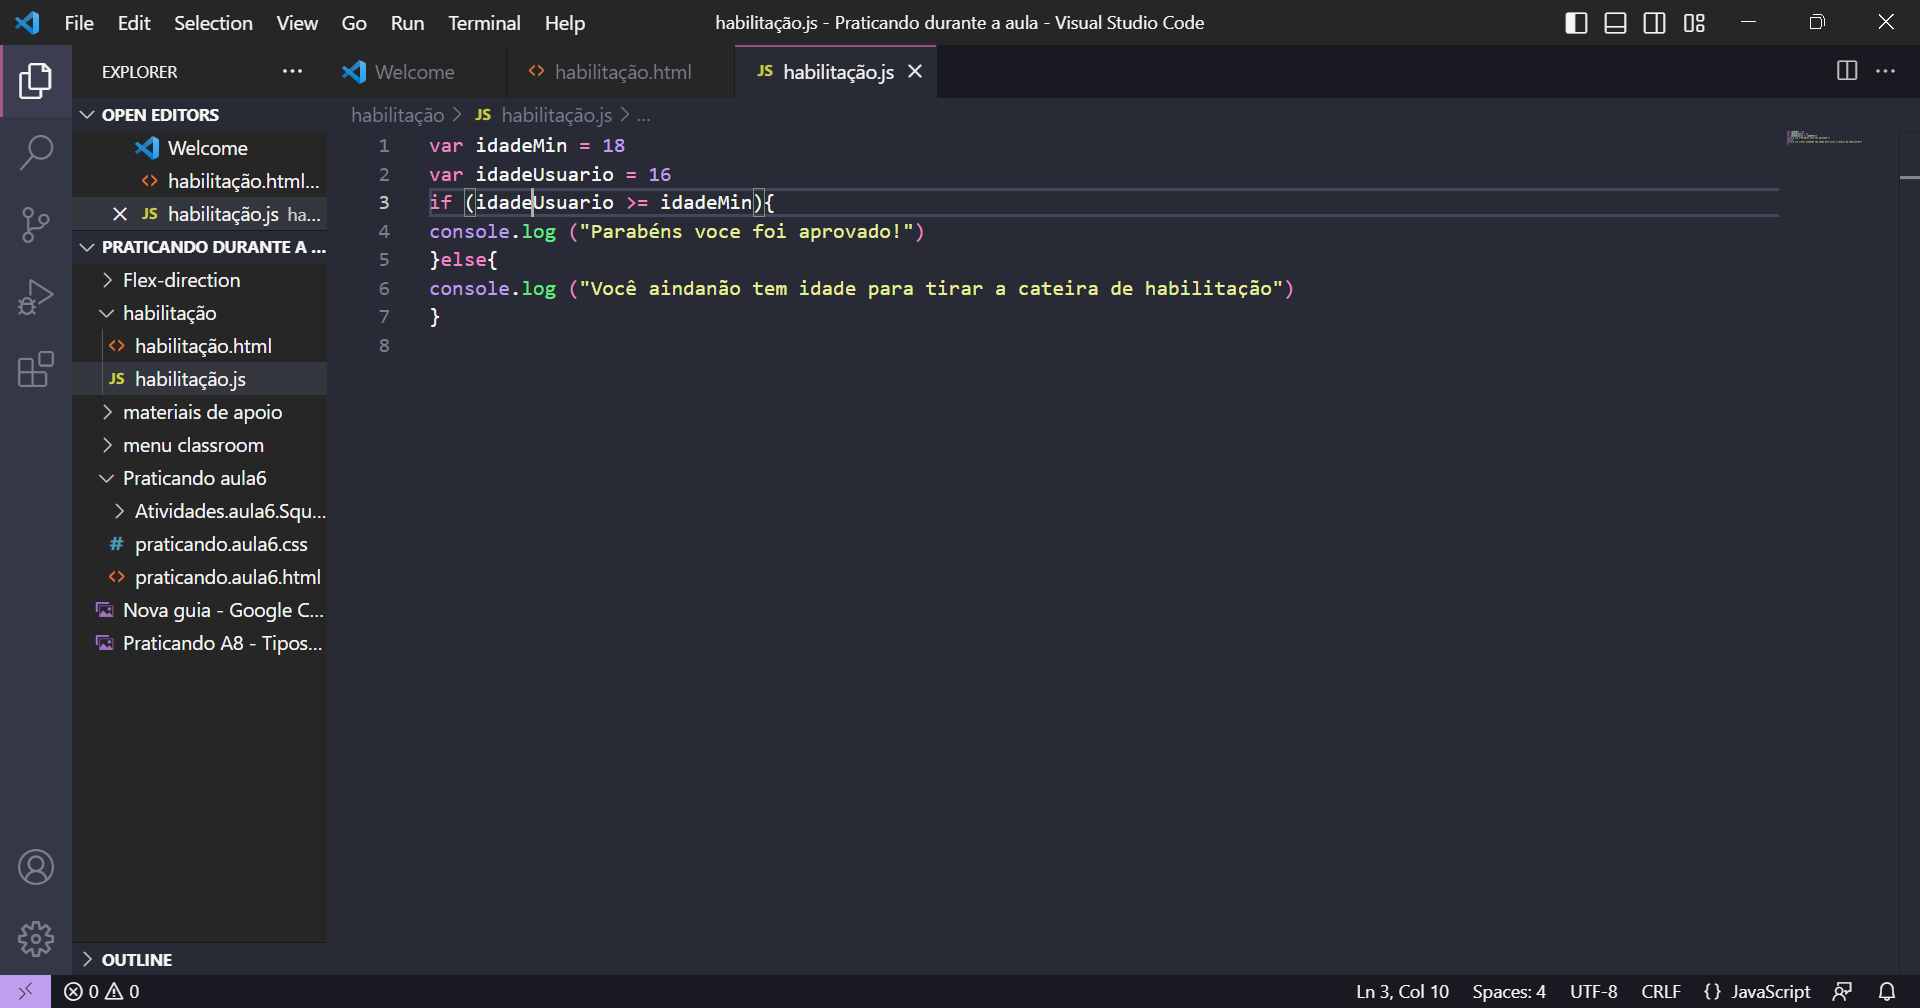 File Edit Selection View Go Run Terminal Help
habilitação.js - Praticando durante a aula - Visual Studio Code
EXPLORER
Welcome
habilitação.html
JS habilitação.js
OPEN EDITORS
Welcome
habilitação.html...
JS habilitação.js ha...
PRATICANDO DURANTE A ...
Flex-direction
habilitação
habilitação.html
JS habilitação.js
materiais de apoio
menu classroom
Praticando aula6
Atividades.aula6.Squ...
# praticando.aula6.css
praticando.aula6.html
Nova guia - Google C...
Praticando A8 - Tipos...
OUTLINE
habilitação > JS habilitação.js > ...
1 var idadeMin = 18
2 var idadeUsuario = 16
3 if (idadeUsuario >= idadeMin){
4 console.log ("Parabéns voce foi aprovado!")
5 }else{
6 console.log ("Você aindanão tem idade para tirar a cateira de habilitação")
7 }
8
0 0
Ln 3, Col 10 Spaces: 4 UTF-8 CRLF {} JavaScript